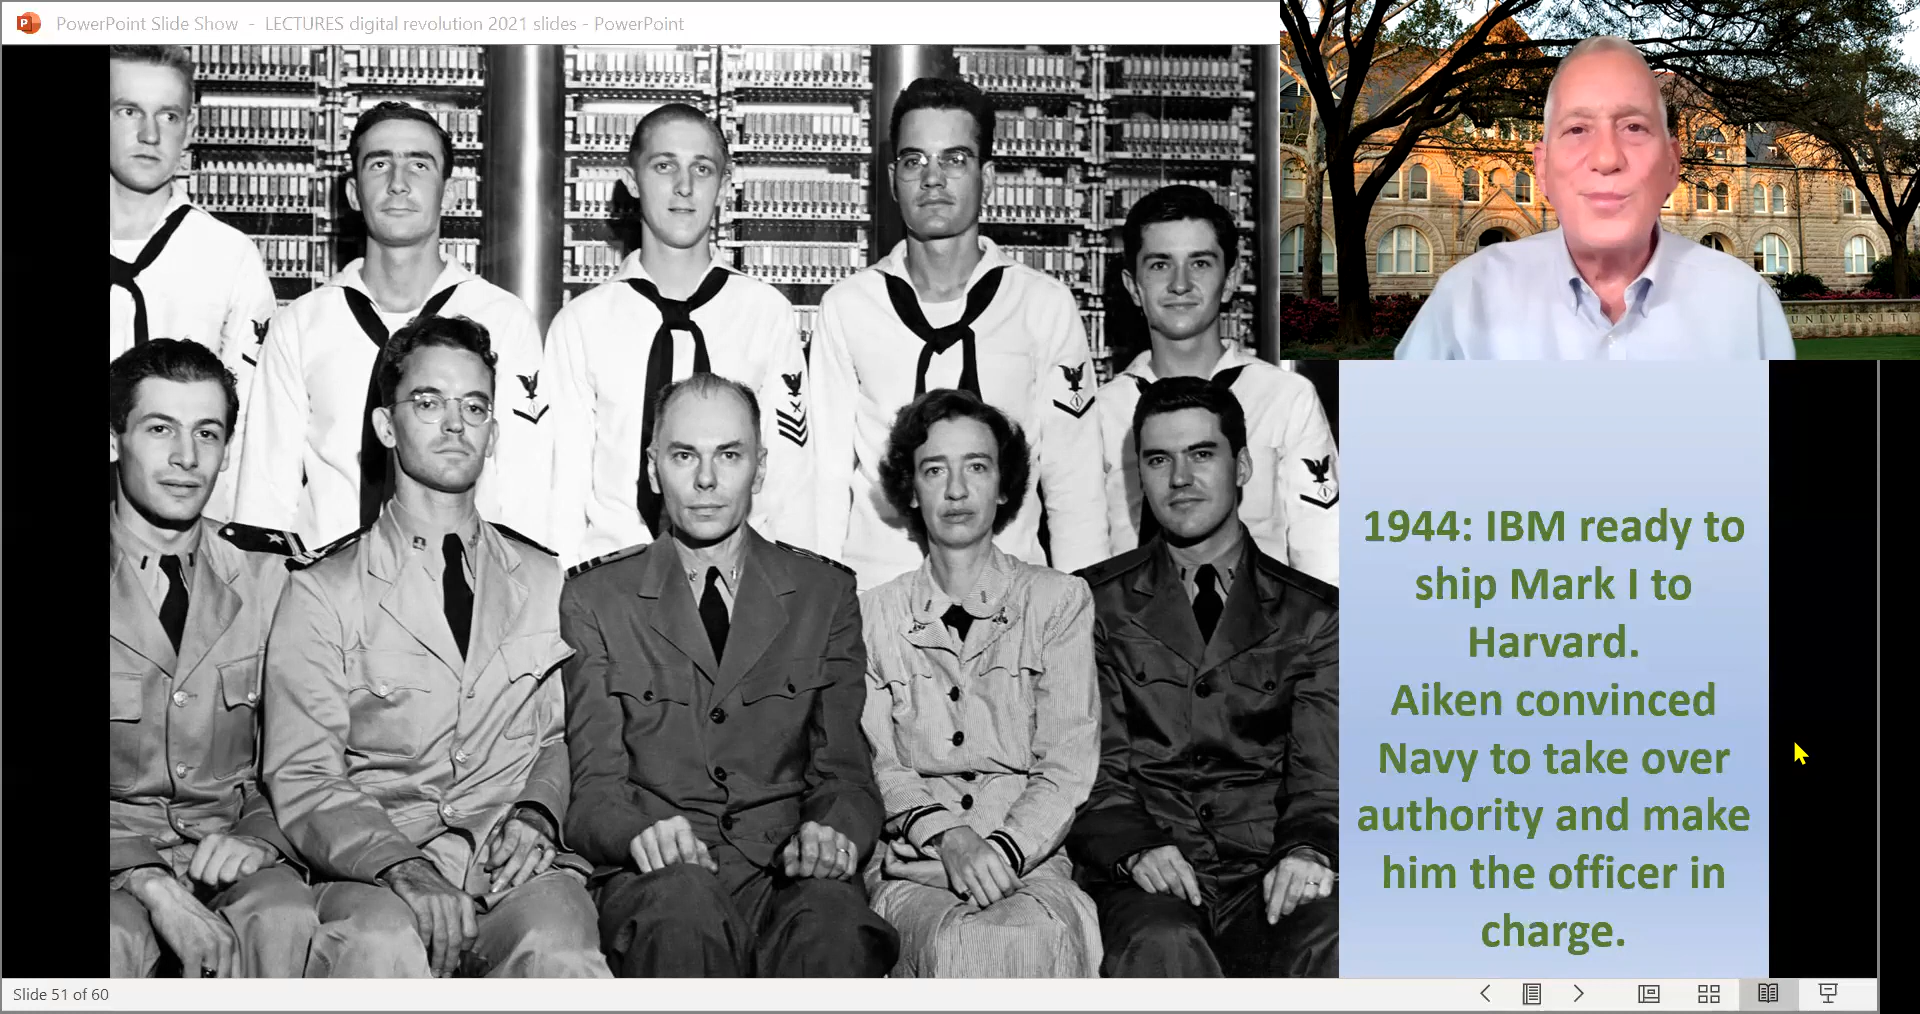 PowerPoint Slide Show - LECTURES digital revolution 2021 slides - PowerPoint
UNIVERSITY
1944: IBM ready to
ship Mark I to
Harvard.
Aiken convinced
Navy to take over
authority and make
him the officer in
charge.
Slide 51 of 60